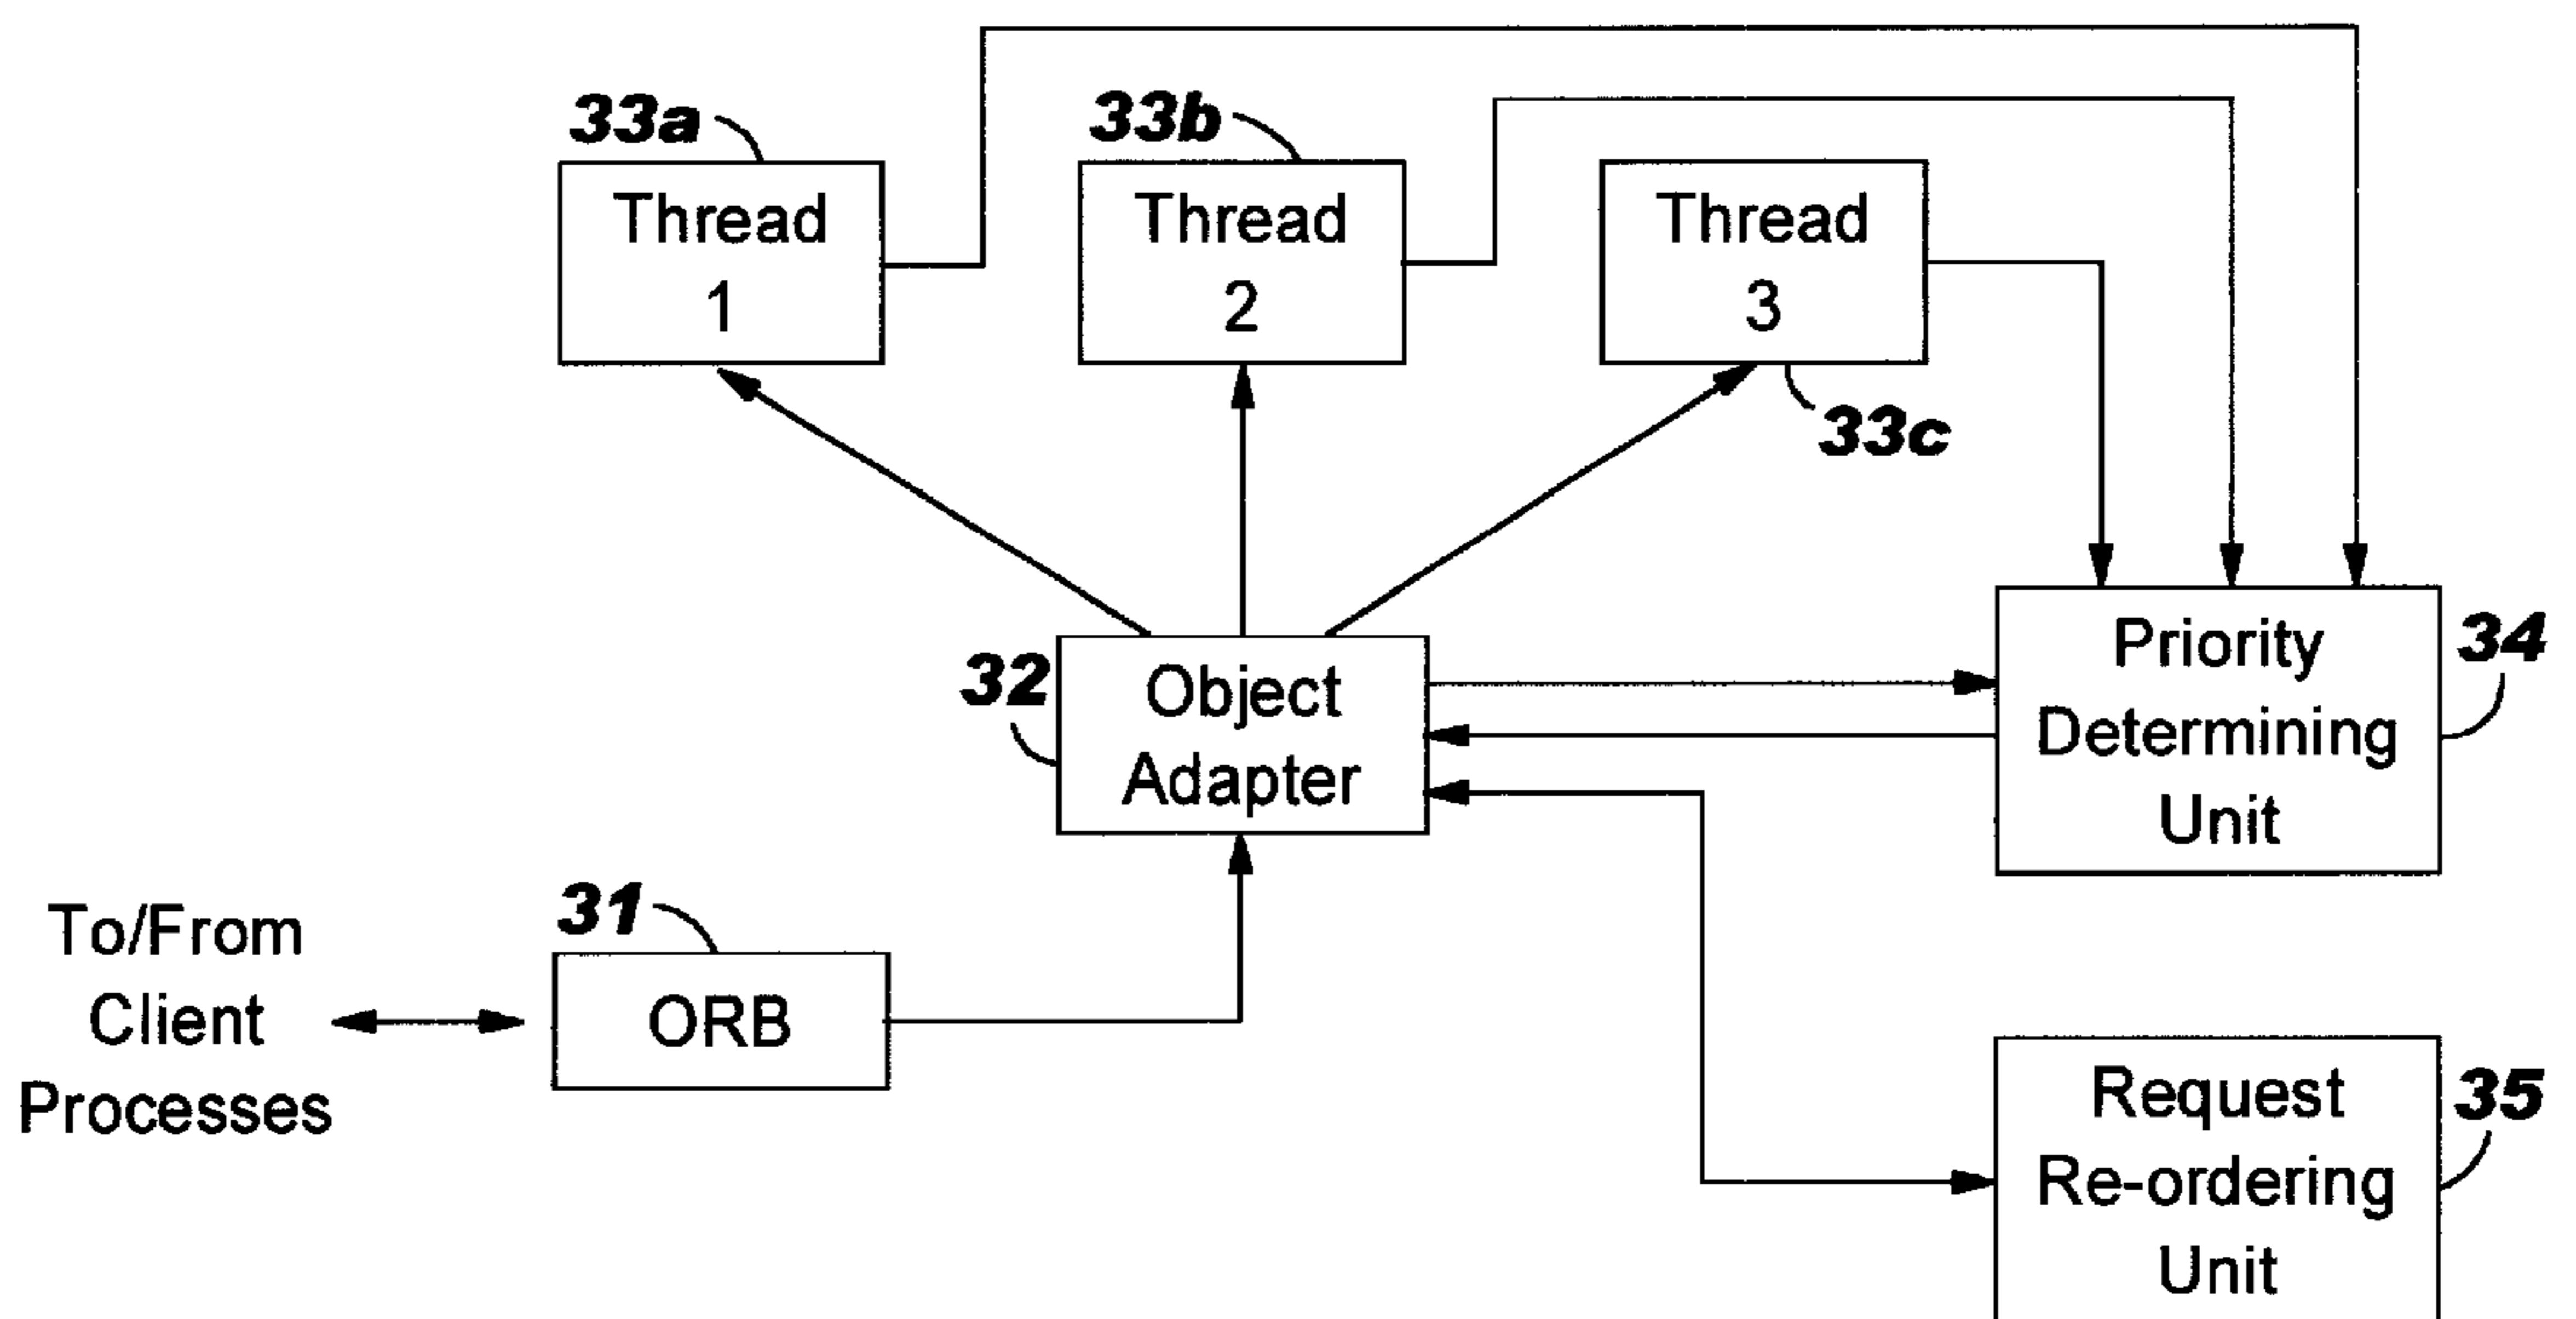 33a
33b
Thread
1
Thread
2
Thread
3
33c
32
Object
Adapter
Priority
Determining
Unit
34
To/From
Client
Processes
31
ORB
Request
Re-ordering
Unit
35